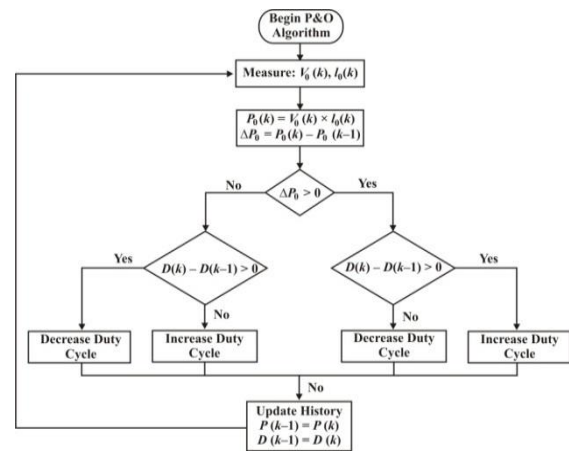 Begin P&O
Algorithm
Measure: V₀(k), I₀(k)
P₀(k) = V₀(k) × I₀(k)
ΔP₀ = P₀(k) – P₀ (k–1)
No
ΔP₀ > 0
Yes
Yes
D(k) – D(k–1) > 0
D(k) – D(k–1) > 0
Yes
No
No
Decrease Duty
Cycle
Increase Duty
Cycle
Decrease Duty
Cycle
Increase Duty
Cycle
No
Update History
P (k–1) = P (k)
D (k–1) = D (k)